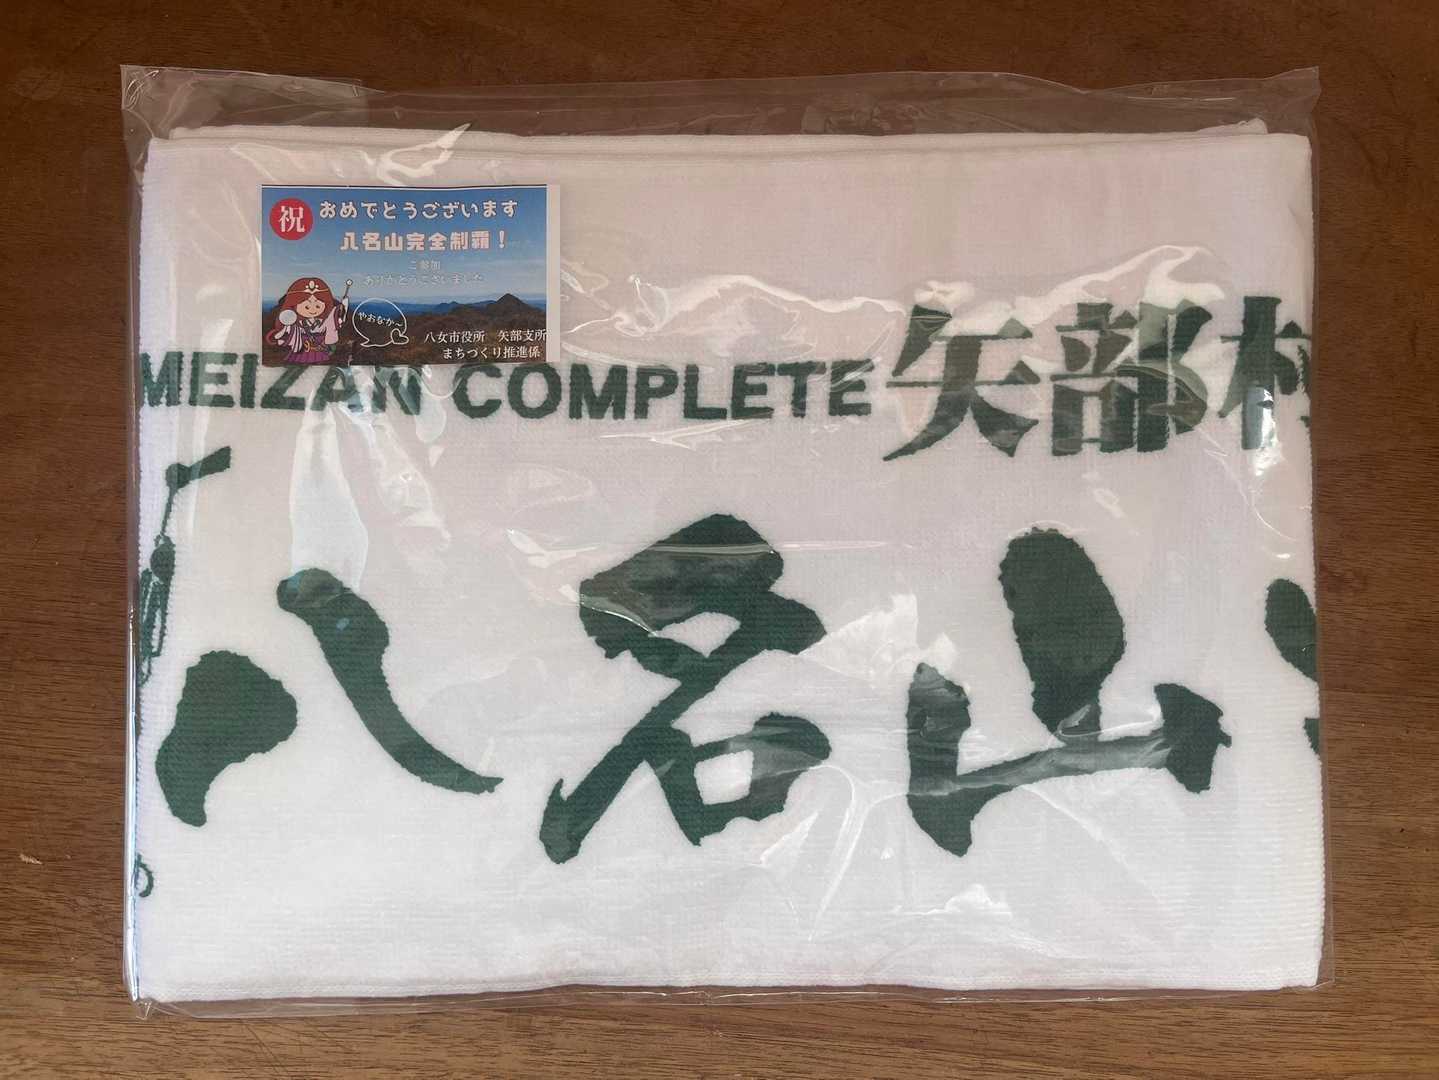 祝
おめでとうございます
八名山完全制覇！
ご参加
ありがとうございました
やおなか～
八女市役所　矢部支所
まちづくり推進係
MEIZAN COMPLETE 矢部村
八名山